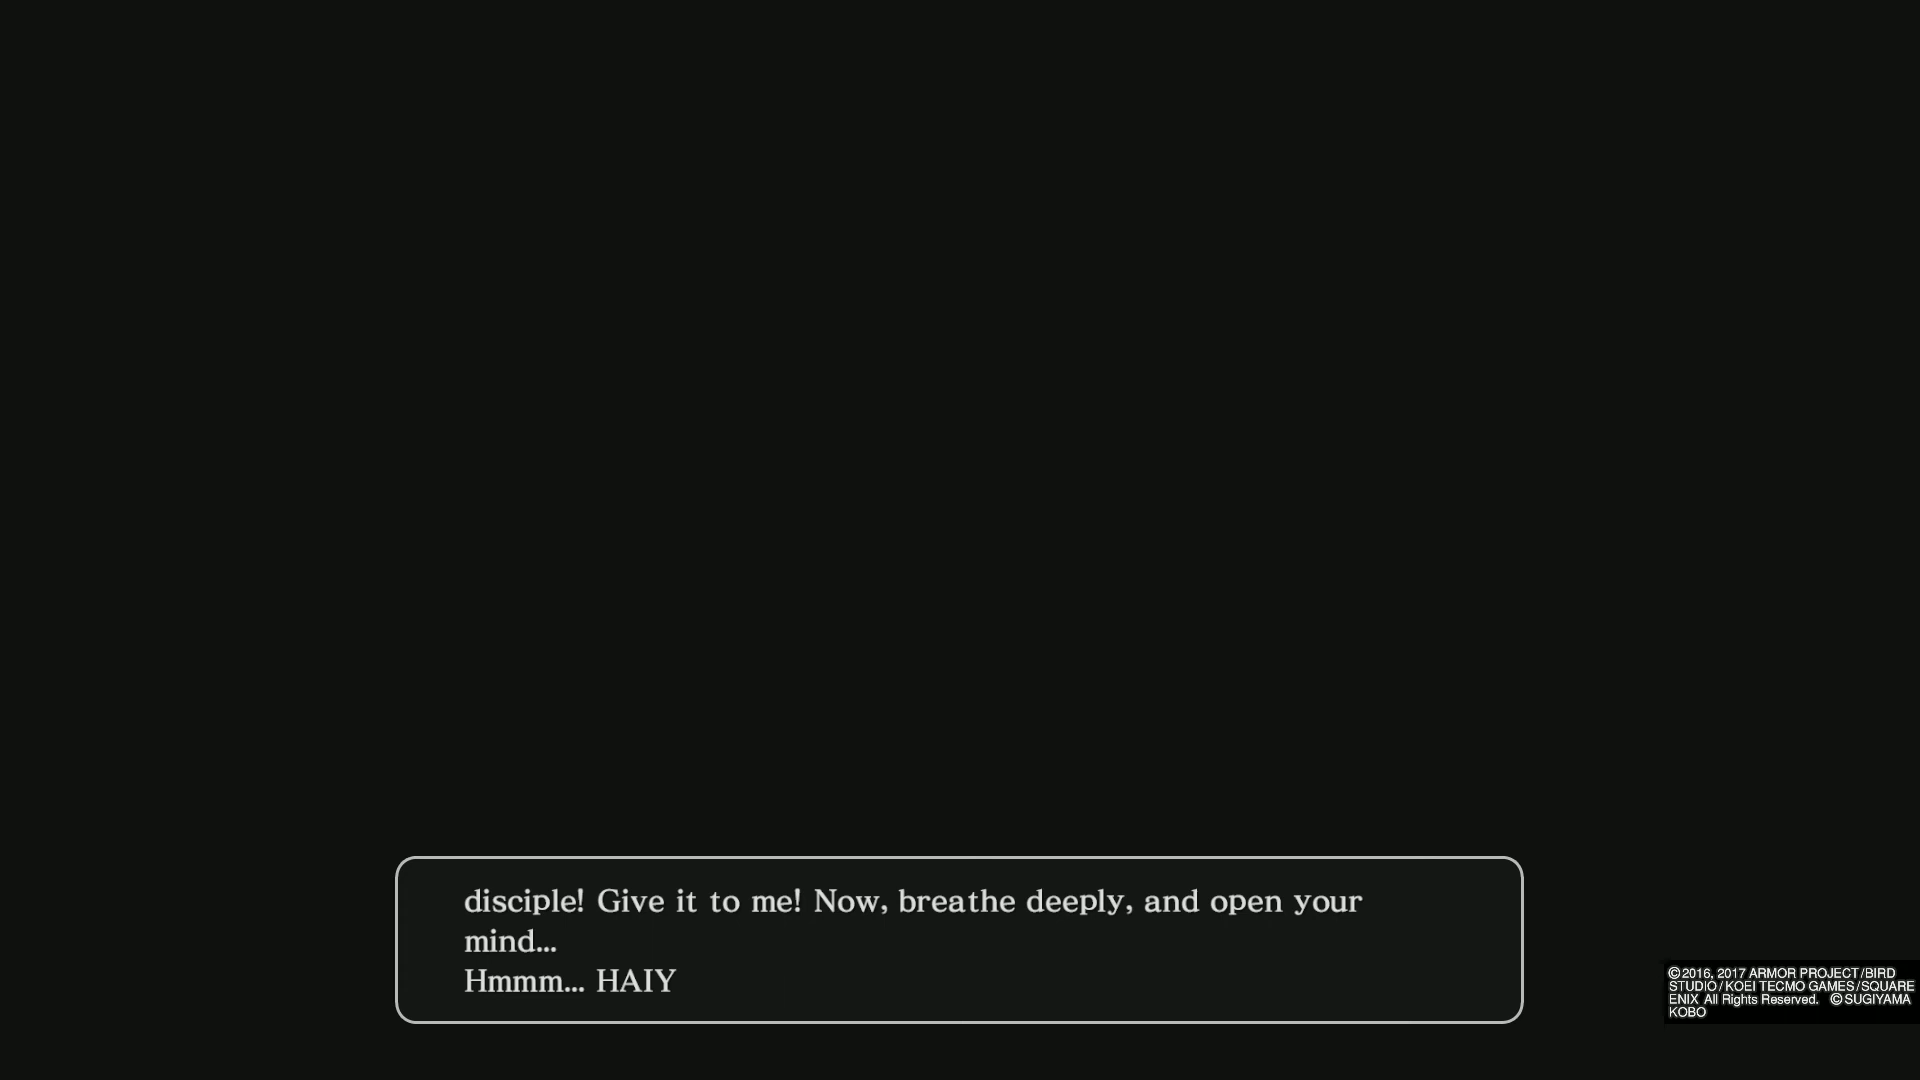 disciple! Give it to me! Now, breathe deeply, and open your
mind...
Hmmm... HAIY
©2016, 2017 ARMOR PROJECT/BIRD
STUDIO/KOEI TECMO GAMES/SQUARE
ENIX All Rights Reserved. ©SUGIYAMA
KOBO